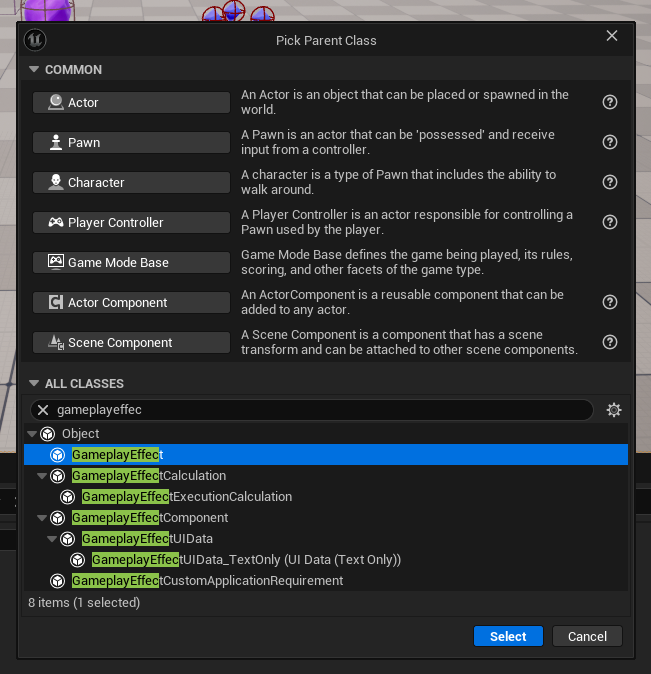 Pick Parent Class
COMMON
Actor
An Actor is an object that can be placed or spawned in the
world.
Pawn
A Pawn is an actor that can be 'possessed' and receive
input from a controller.
Character
A character is a type of Pawn that includes the ability to
walk around.
Player Controller
A Player Controller is an actor responsible for controlling a
Pawn used by the player.
Game Mode Base
Game Mode Base defines the game being played, its rules,
scoring, and other facets of the game type.
Actor Component
An ActorComponent is a reusable component that can be
added to any actor.
Scene Component
A Scene Component is a component that has a scene
transform and can be attached to other scene components.
ALL CLASSES
gameplayeffec
Object
GameplayEffect
GameplayEffectCalculation
GameplayEffectExecutionCalculation
GameplayEffectComponent
GameplayEffectUIData
GameplayEffectUIData_TextOnly (UI Data (Text Only))
GameplayEffectCustomApplicationRequirement
8 items (1 selected)
Select
Cancel